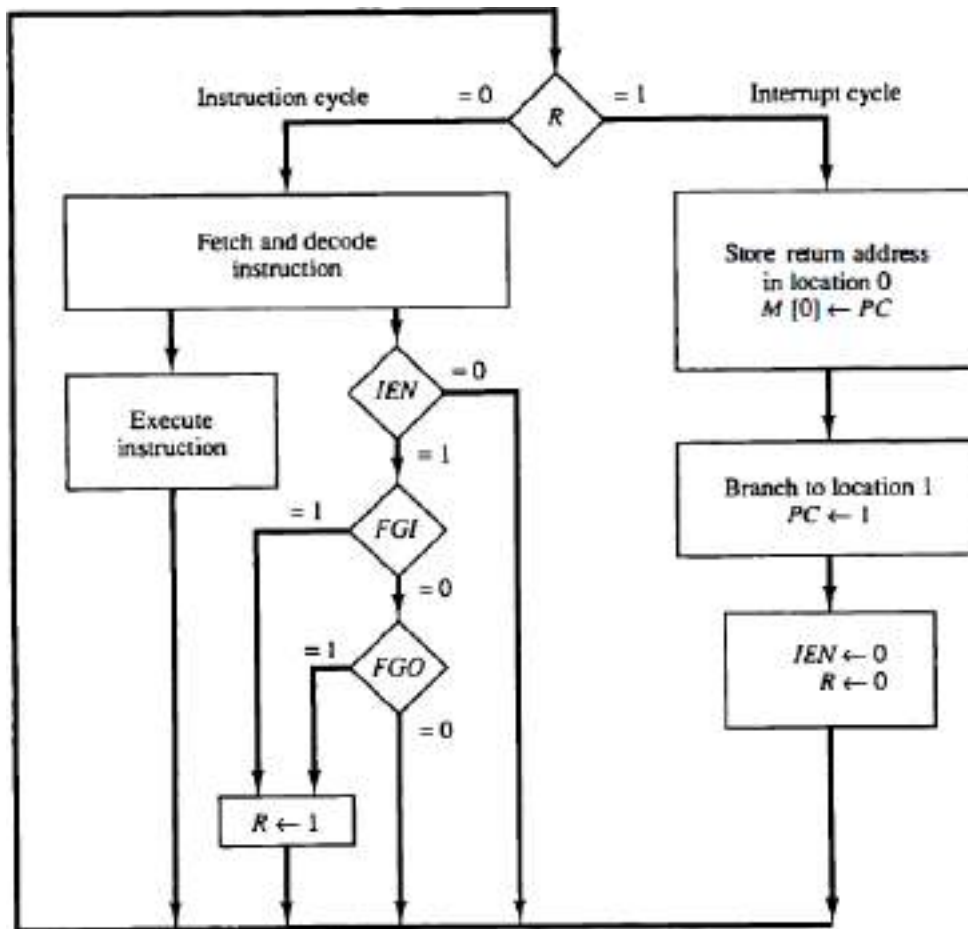 Instruction cycle
= 0
R
= 1
Interrupt cycle
Fetch and decode
instruction
Store return address
in location 0
M [0] ← PC
IEN
= 0
Execute
instruction
= 1
Branch to location 1
PC ← 1
= 1
FGI
= 0
= 1
FGO
IEN ← 0
R ← 0
= 0
R ← 1